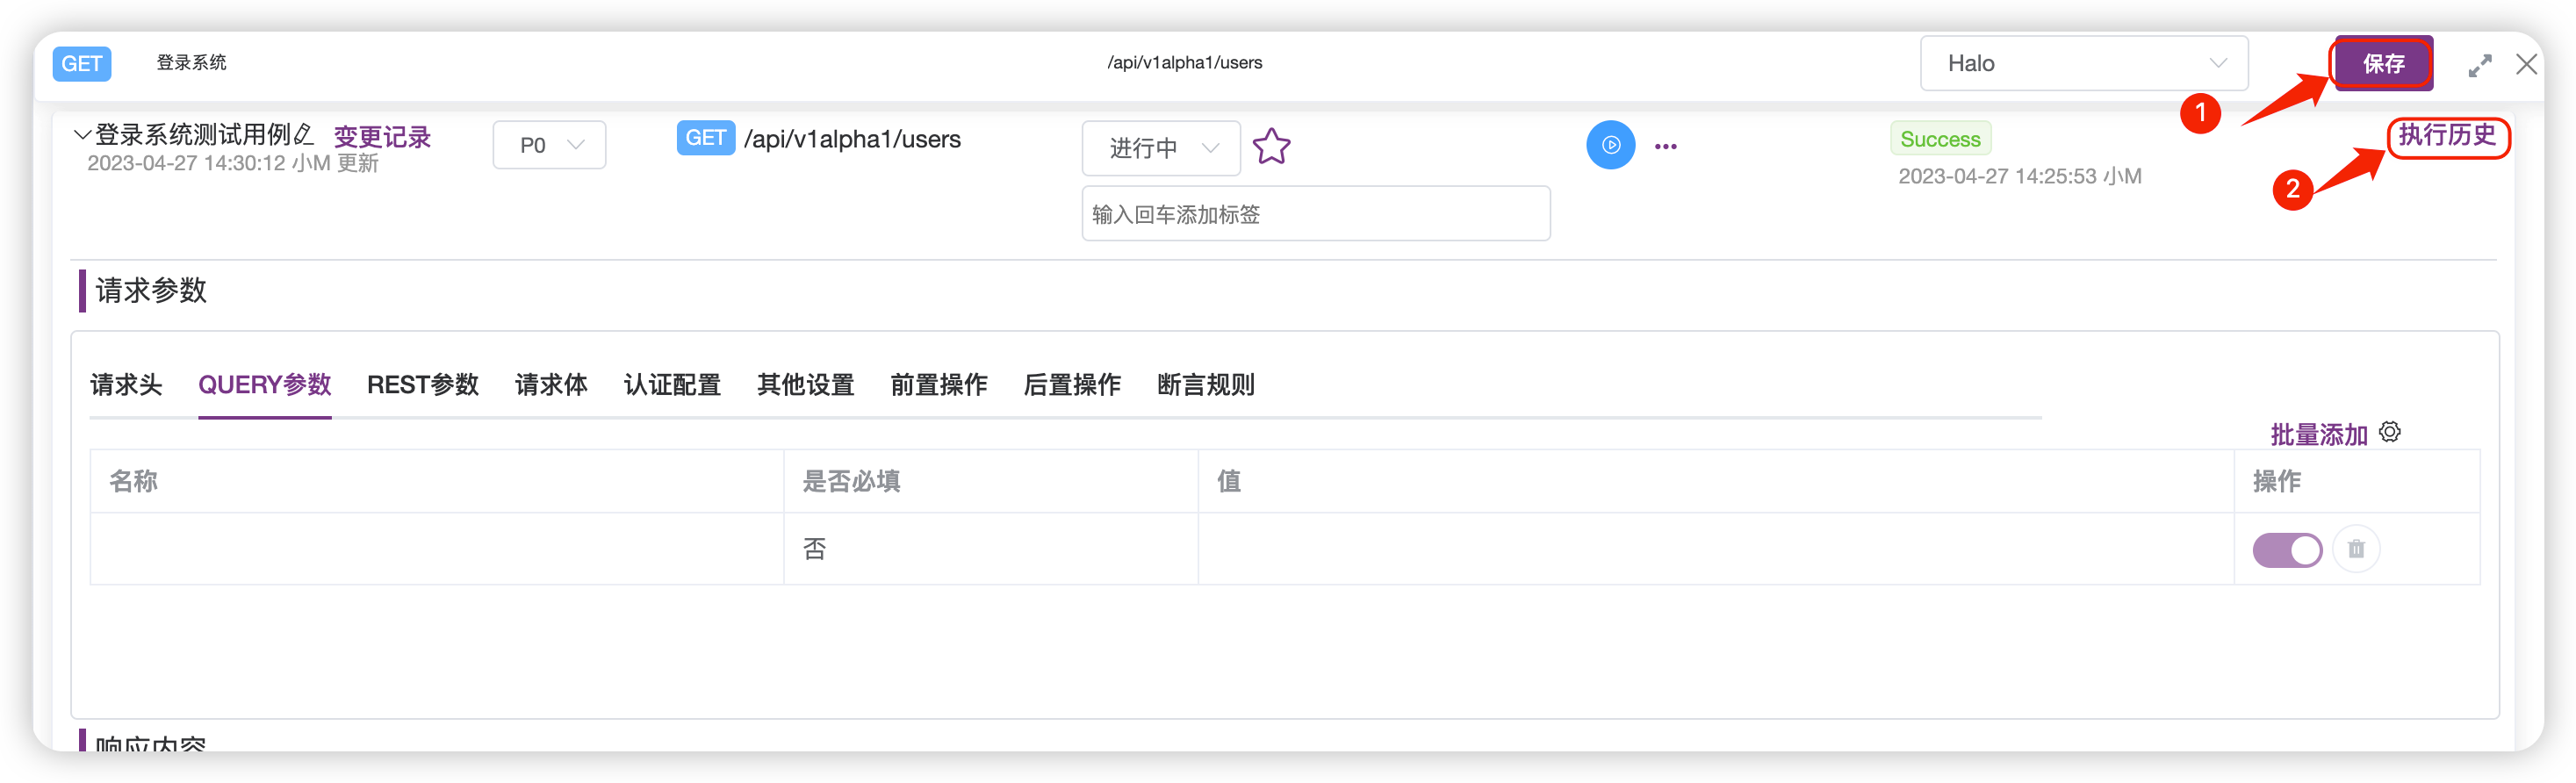 GET 登录系统 /api/v1alpha1/users Halo 保存
1
登录系统测试用例 变更记录 P0 GET /api/v1alpha1/users 进行中 Success 执行历史
2023-04-27 14:30:12 小M 更新 2023-04-27 14:25:53 小M 2
输入回车添加标签
请求参数
请求头 QUERY参数 REST参数 请求体 认证配置 其他设置 前置操作 后置操作 断言规则
批量添加
名称 是否必填 值 操作
否
响应内容